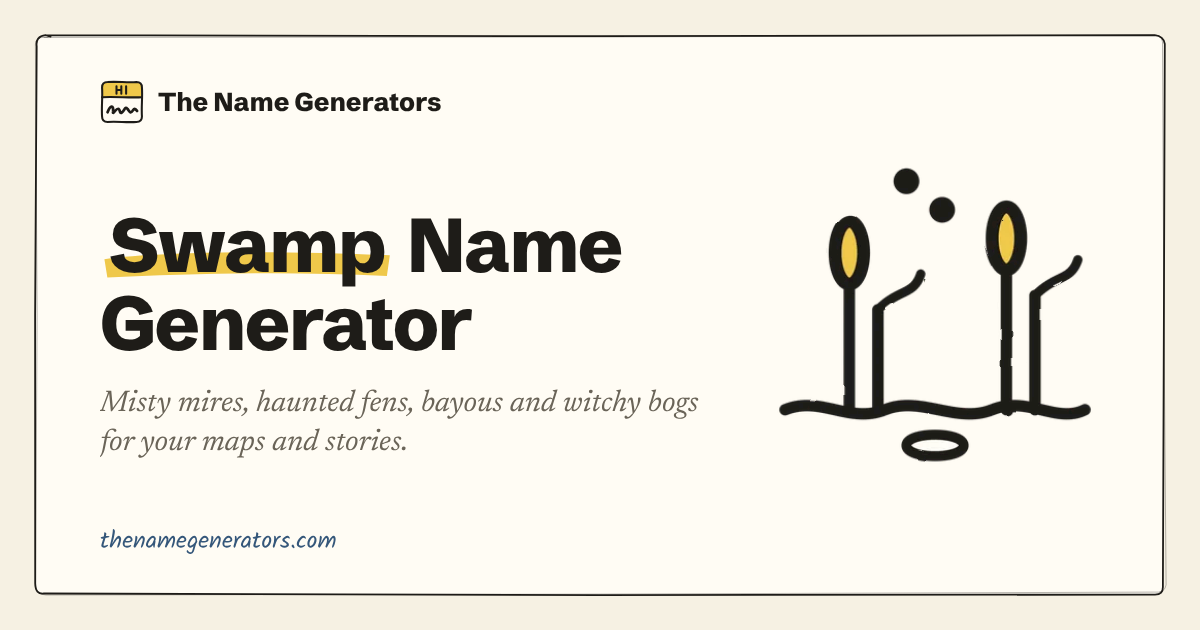 HI
The Name Generators
Swamp Name
Generator
Misty mires, haunted fens, bayous and witchy bogs
for your maps and stories.
thenamegenerators.com